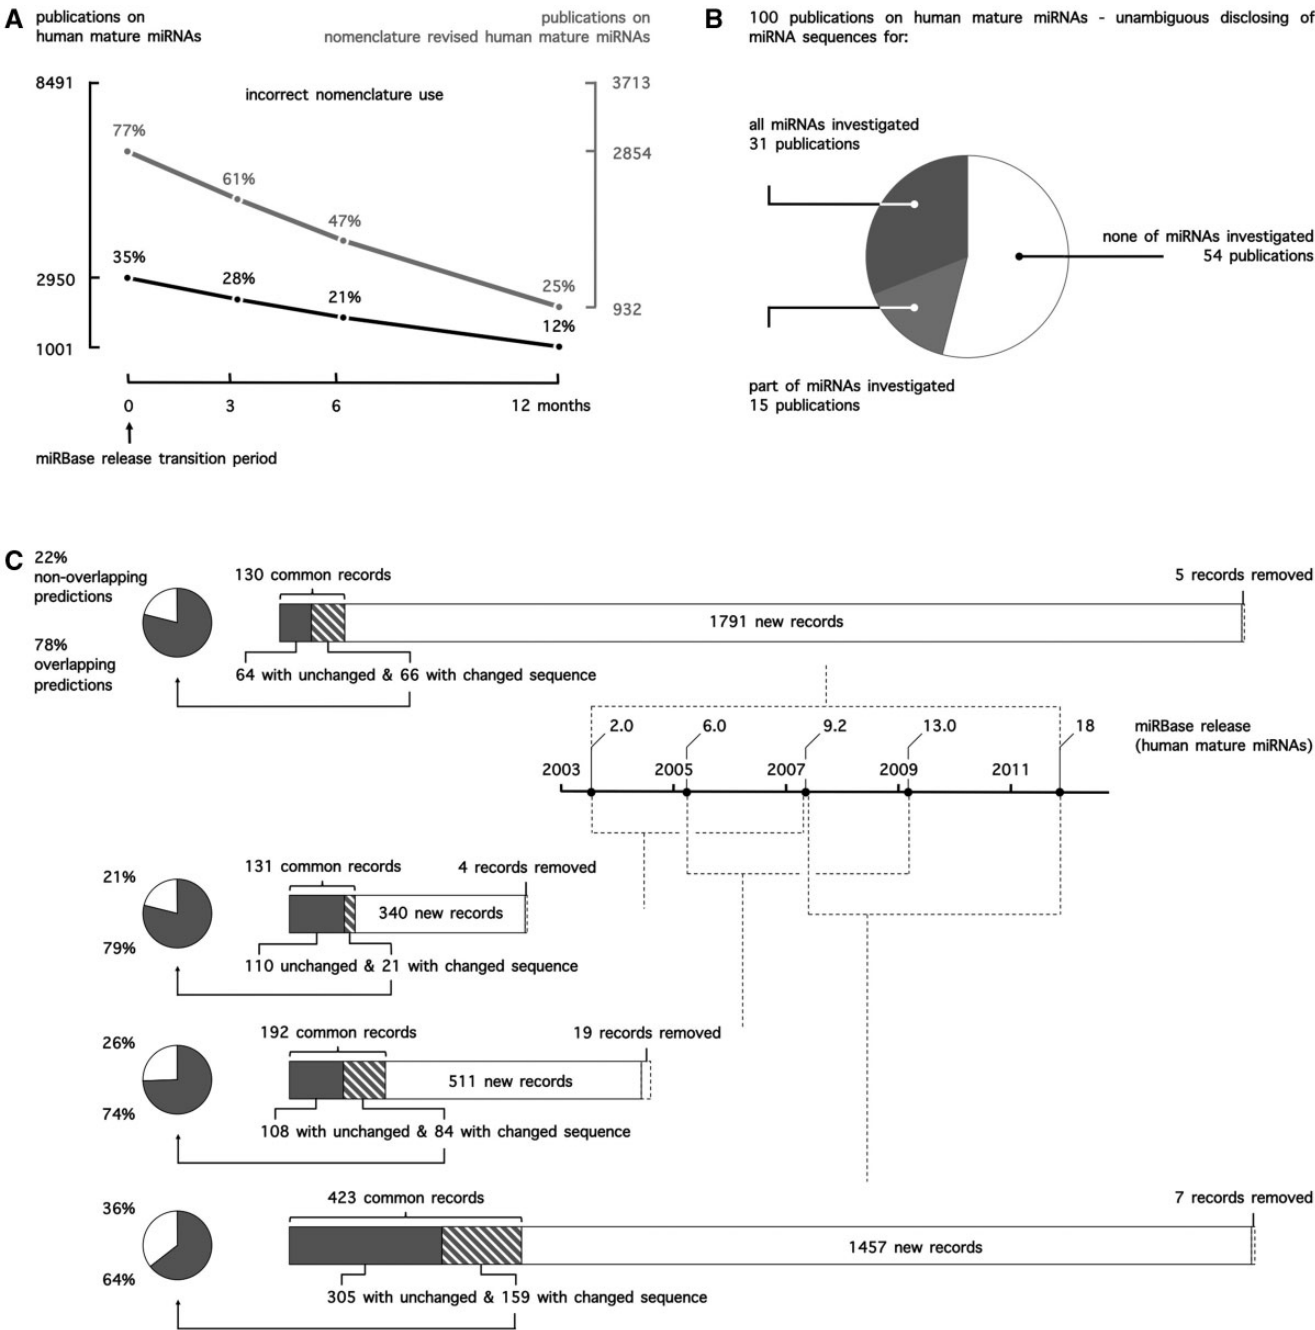 A
publications on
human mature miRNAs
publications on
nomenclature revised human mature miRNAs
8491
incorrect nomenclature use
3713
77%
2854
61%
47%
35%
28%
25%
2950
21%
932
12%
1001
0 3 6 12 months
miRBase release transition period
B
100 publications on human mature miRNAs - unambiguous disclosing of
miRNA sequences for:
all miRNAs investigated
31 publications
none of miRNAs investigated
54 publications
part of miRNAs investigated
15 publications
C
22%
non-overlapping
predictions
78%
overlapping
predictions
130 common records
5 records removed
1791 new records
64 with unchanged & 66 with changed sequence
2.0 6.0 9.2 13.0 18
miRBase release
(human mature miRNAs)
2003 2005 2007 2009 2011
21%
79%
131 common records
4 records removed
340 new records
110 unchanged & 21 with changed sequence
26%
74%
192 common records
19 records removed
511 new records
108 with unchanged & 84 with changed sequence
36%
64%
423 common records
7 records removed
1457 new records
305 with unchanged & 159 with changed sequence